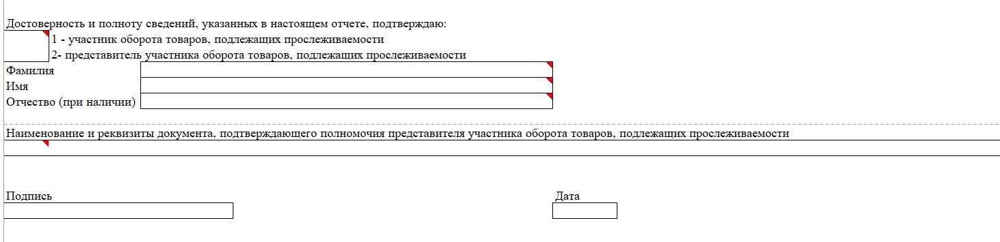 Достоверность и полноту сведений, указанных в настоящем отчете, подтверждаю:
1 - участник оборота товаров, подлежащих прослеживаемости
2- представитель участника оборота товаров, подлежащих прослеживаемости
Фамилия
Имя
Отчество (при наличии)
Наименование и реквизиты документа, подтверждающего полномочия представителя участника оборота товаров, подлежащих прослеживаемости
Подпись Дата